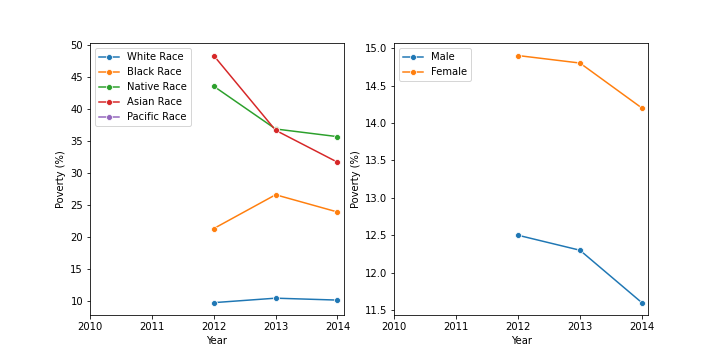 50
45
40
35
30
25
20
15
10
Poverty (%)
White Race
Black Race
Native Race
Asian Race
Pacific Race
2010 2011 2012 2013 2014
Year
15.0
14.5
14.0
13.5
13.0
12.5
12.0
11.5
Poverty (%)
Male
Female
2010 2011 2012 2013 2014
Year